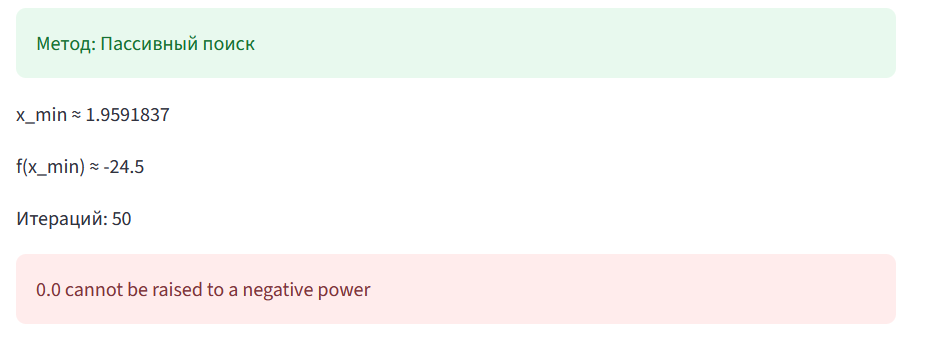 Метод: Пассивный поиск
x_min ≈ 1.9591837
f(x_min) ≈ -24.5
Итераций: 50
0.0 cannot be raised to a negative power